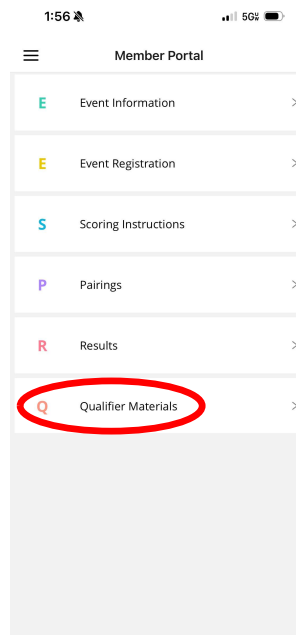 1:56 5G
Member Portal
E Event Information
E Event Registration
S Scoring Instructions
P Pairings
R Results
Q Qualifier Materials